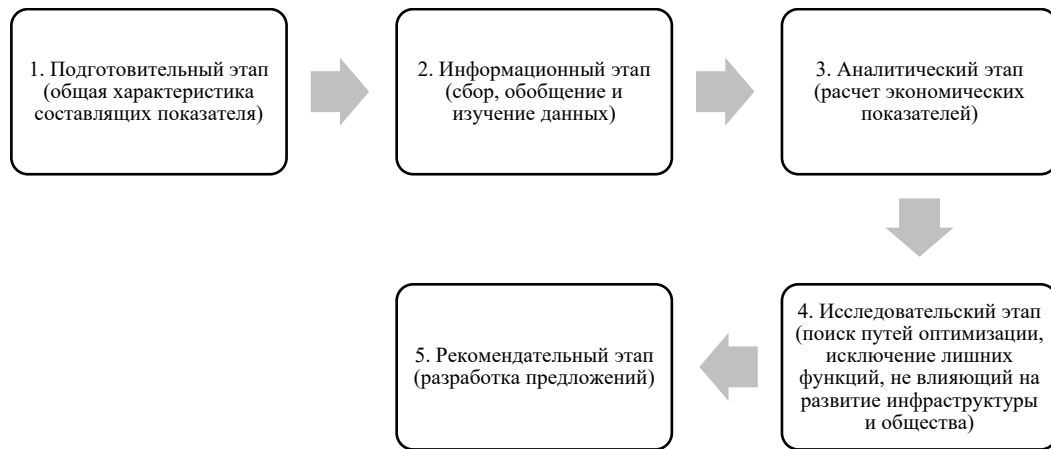 1. Подготовительный этап
(общая характеристика
составлящих показателя)
2. Информационный этап
(сбор, обобщение и
изучение данных)
3. Аналитический этап
(расчет экономических
показателей)
4. Исследовательский этап
(поиск путей оптимизации,
исключение лишних
функций, не влияющий на
развитие инфраструктуры
и общества)
5. Рекомендательный этап
(разработка предложений)